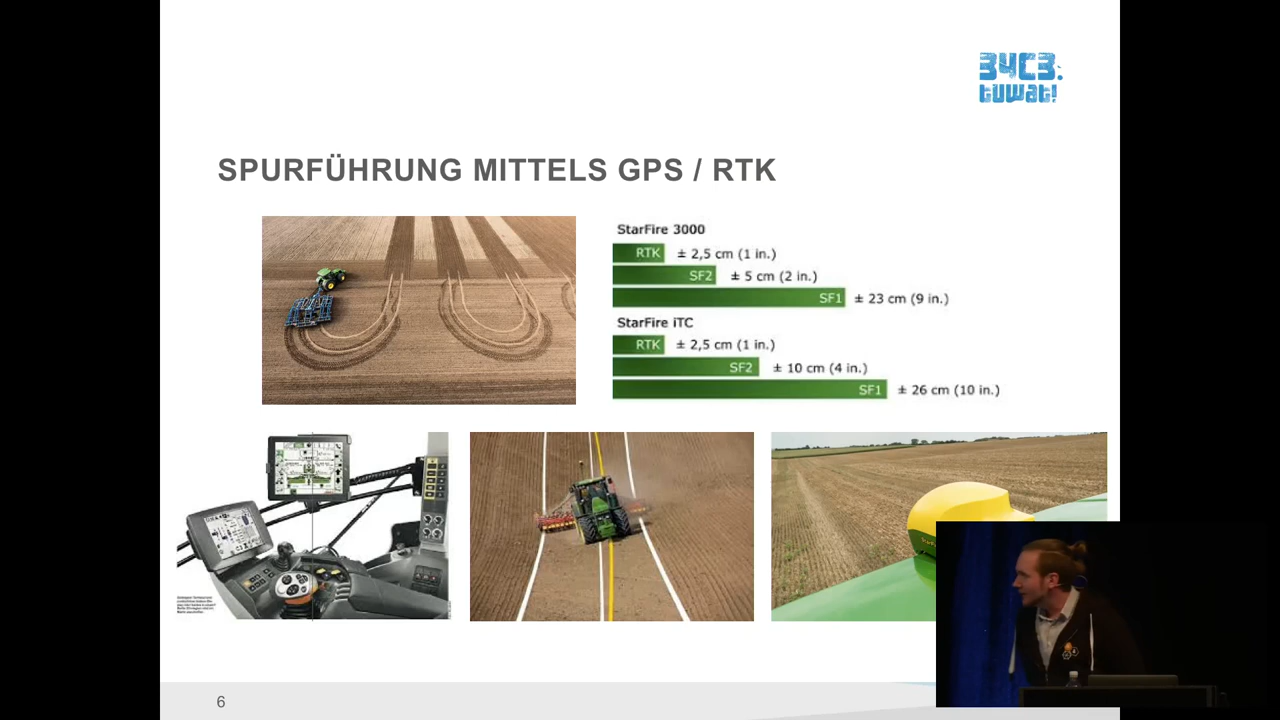 34C3.
tuwat!
SPURFÜHRUNG MITTELS GPS / RTK
StarFire 3000
RTK ± 2,5 cm (1 in.)
SF2 ± 5 cm (2 in.)
SF1 ± 23 cm (9 in.)
StarFire iTC
RTK ± 2,5 cm (1 in.)
SF2 ± 10 cm (4 in.)
SF1 ± 26 cm (10 in.)
6